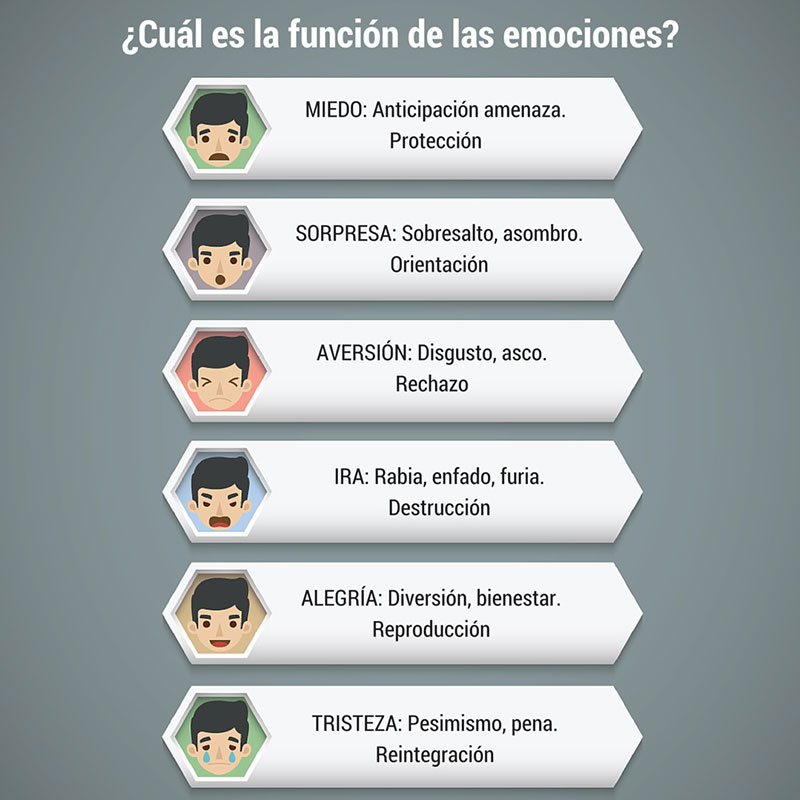 ¿Cuál es la función de las emociones?
MIEDO: Anticipación amenaza.
Protección
SORPRESA: Sobresalto, asombro.
Orientación
AVERSIÓN: Disgusto, asco.
Rechazo
IRA: Rabia, enfado, furia.
Destrucción
ALEGRÍA: Diversión, bienestar.
Reproducción
TRISTEZA: Pesimismo, pena.
Reintegración